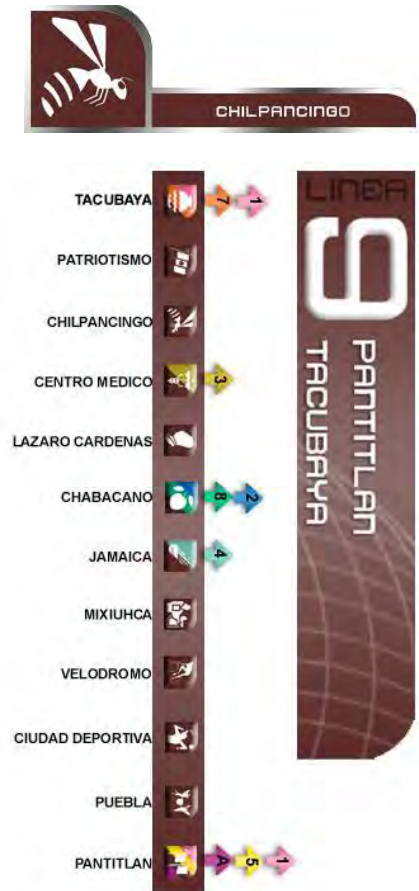 CHILPANCINGO
LINEA
9
PANTITLAN
TACUBAYA
TACUBAYA 7 1
PATRIOTISMO
CHILPANCINGO
CENTRO MEDICO 3
LAZARO CARDENAS
CHABACANO 8 2
JAMAICA 4
MIXIUHCA
VELODROMO
CIUDAD DEPORTIVA
PUEBLA
PANTITLAN A 5 1